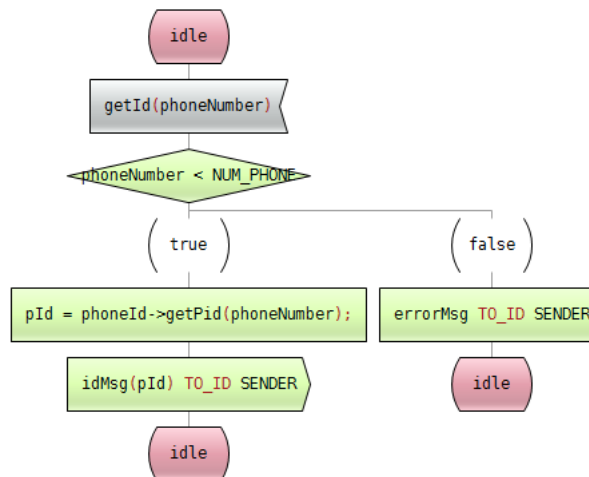 idle
getId(phoneNumber)
phoneNumber < NUM_PHONE
true
false
pId = phoneId->getPid(phoneNumber);
errorMsg TO_ID SENDER
idMsg(pId) TO_ID SENDER
idle
idle